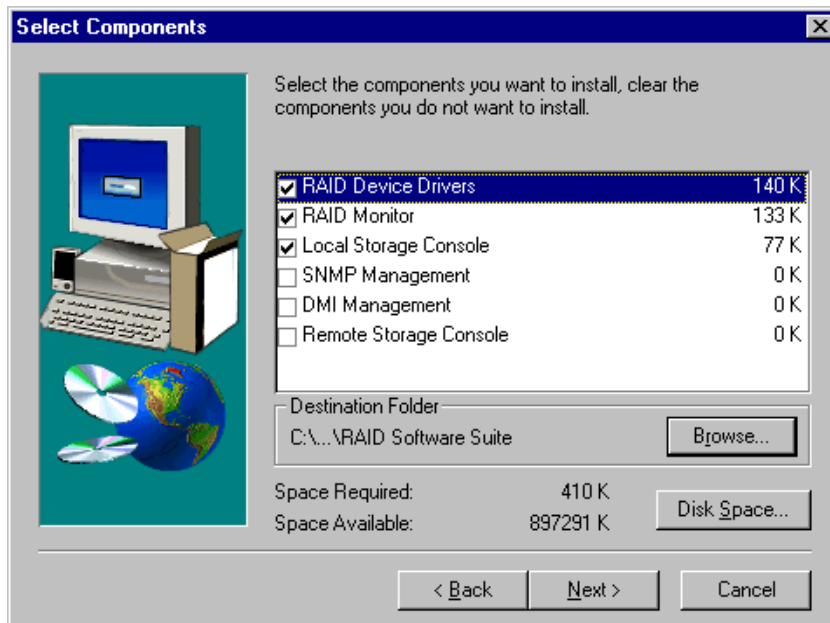 Select Components
Select the components you want to install, clear the
components you do not want to install.
RAID Device Drivers 140 K
RAID Monitor 133 K
Local Storage Console 77 K
SNMP Management 0 K
DMI Management 0 K
Remote Storage Console 0 K
Destination Folder
C:\...\RAID Software Suite Browse...
Space Required: 410 K
Space Available: 897291 K
Disk Space...
< Back Next > Cancel